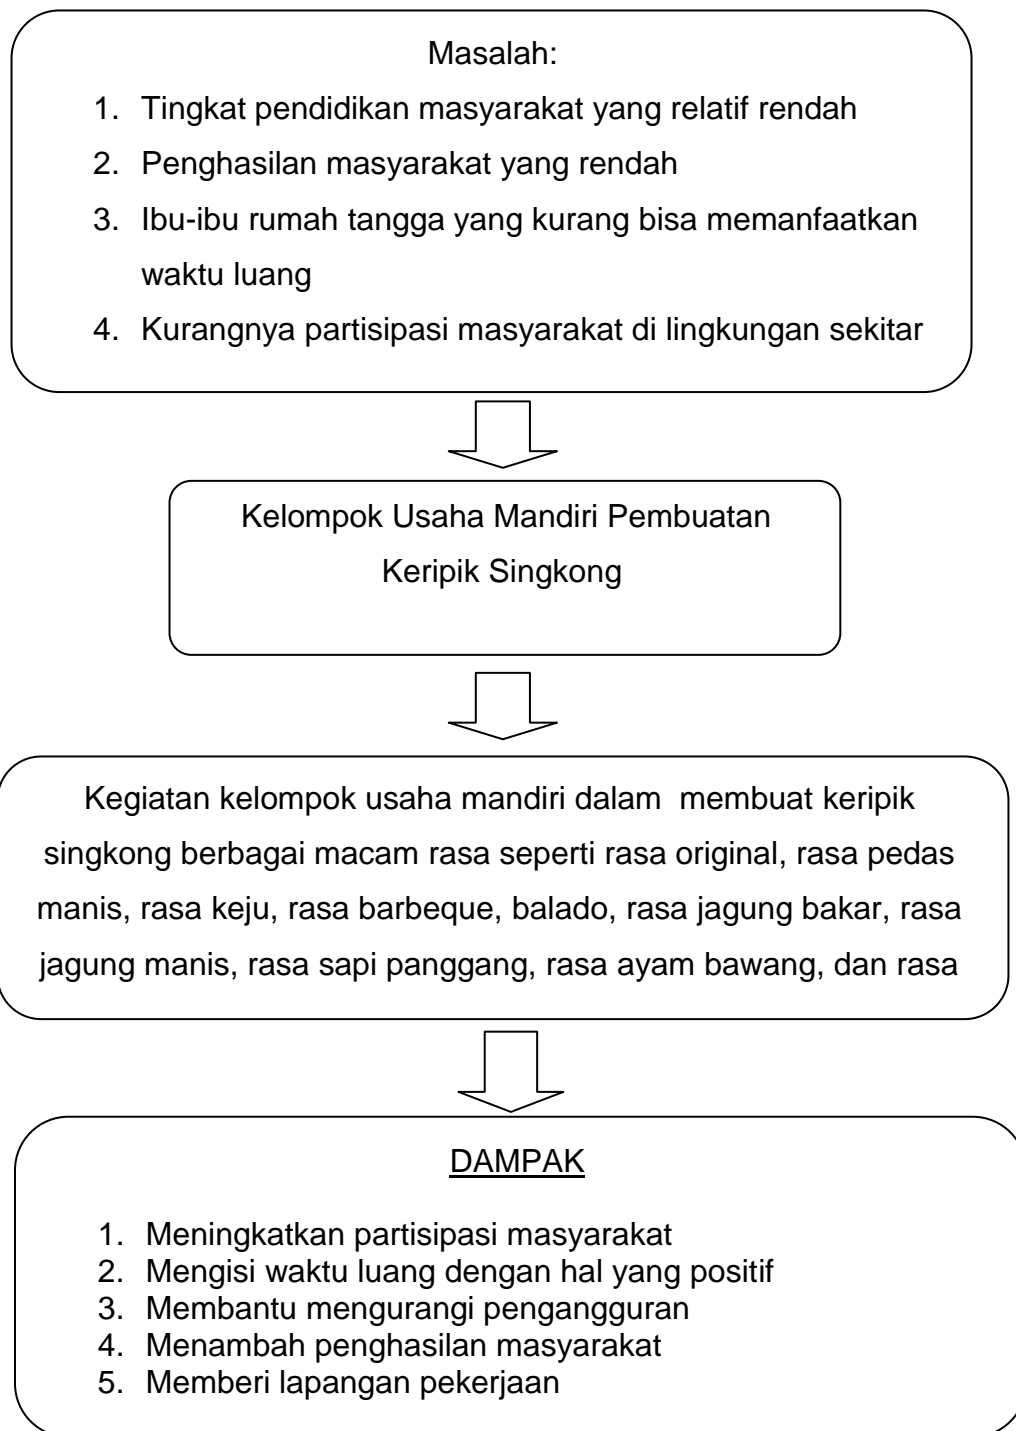 Masalah:
1. Tingkat pendidikan masyarakat yang relatif rendah
2. Penghasilan masyarakat yang rendah
3. Ibu-ibu rumah tangga yang kurang bisa memanfaatkan
waktu luang
4. Kurangnya partisipasi masyarakat di lingkungan sekitar
Kelompok Usaha Mandiri Pembuatan
Keripik Singkong
Kegiatan kelompok usaha mandiri dalam  membuat keripik
singkong berbagai macam rasa seperti rasa original, rasa pedas
manis, rasa keju, rasa barbeque, balado, rasa jagung bakar, rasa
jagung manis, rasa sapi panggang, rasa ayam bawang, dan rasa
DAMPAK
1. Meningkatkan partisipasi masyarakat
2. Mengisi waktu luang dengan hal yang positif
3. Membantu mengurangi pengangguran
4. Menambah penghasilan masyarakat
5. Memberi lapangan pekerjaan